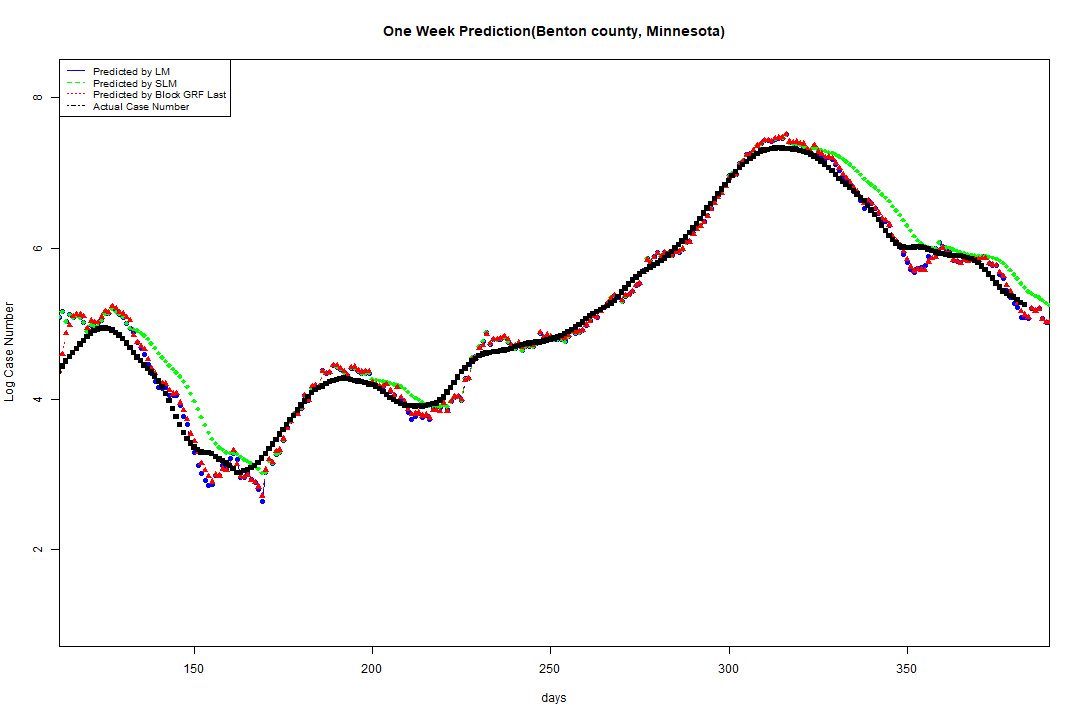 One Week Prediction(Benton county, Minnesota)
Predicted by LM
Predicted by SLM
Predicted by Block GRF Last
Actual Case Number
8
6
4
2
Log Case Number
150 200 250 300 350
days